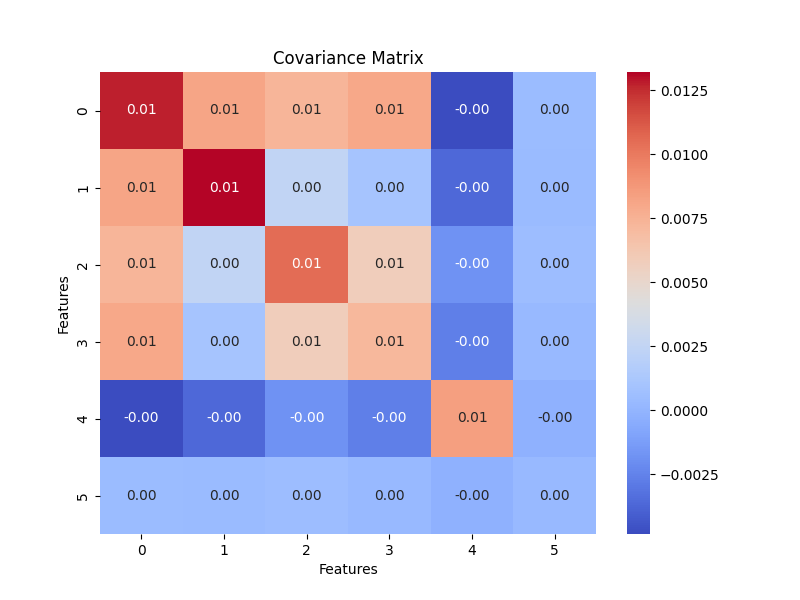 Covariance Matrix
0 0.01 0.01 0.01 0.01 -0.00 0.00
1 0.01 0.01 0.00 0.00 -0.00 0.00
2 0.01 0.00 0.01 0.01 -0.00 0.00
3 0.01 0.00 0.01 0.01 -0.00 0.00
4 -0.00 -0.00 -0.00 -0.00 0.01 -0.00
5 0.00 0.00 0.00 0.00 -0.00 0.00
0 1 2 3 4 5
Features
Features
0.0125
0.0100
0.0075
0.0050
0.0025
0.0000
−0.0025